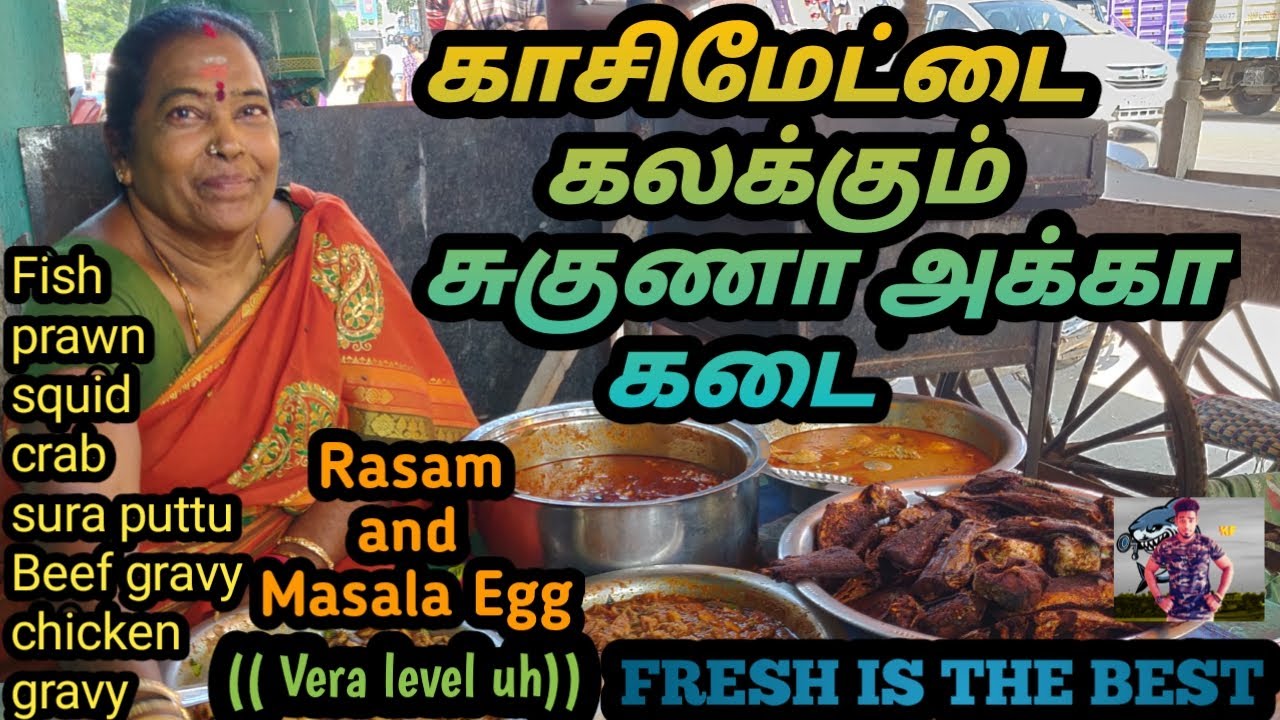 காசிமேட்டை
கலக்கும்
சுகுணா அக்கா
கடை
Fish
prawn
squid
crab
sura puttu
Beef gravy
chicken
gravy
Rasam
and
Masala Egg
(( Vera level uh))
FRESH IS THE BEST